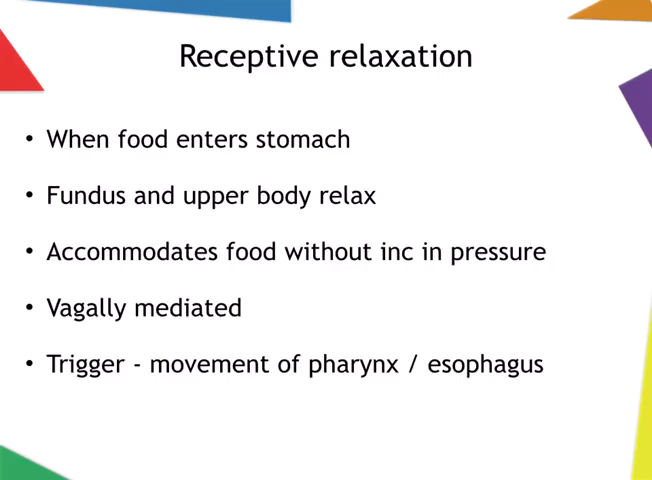 Receptive relaxation
• When food enters stomach
• Fundus and upper body relax
• Accommodates food without inc in pressure
• Vagally mediated
• Trigger - movement of pharynx / esophagus